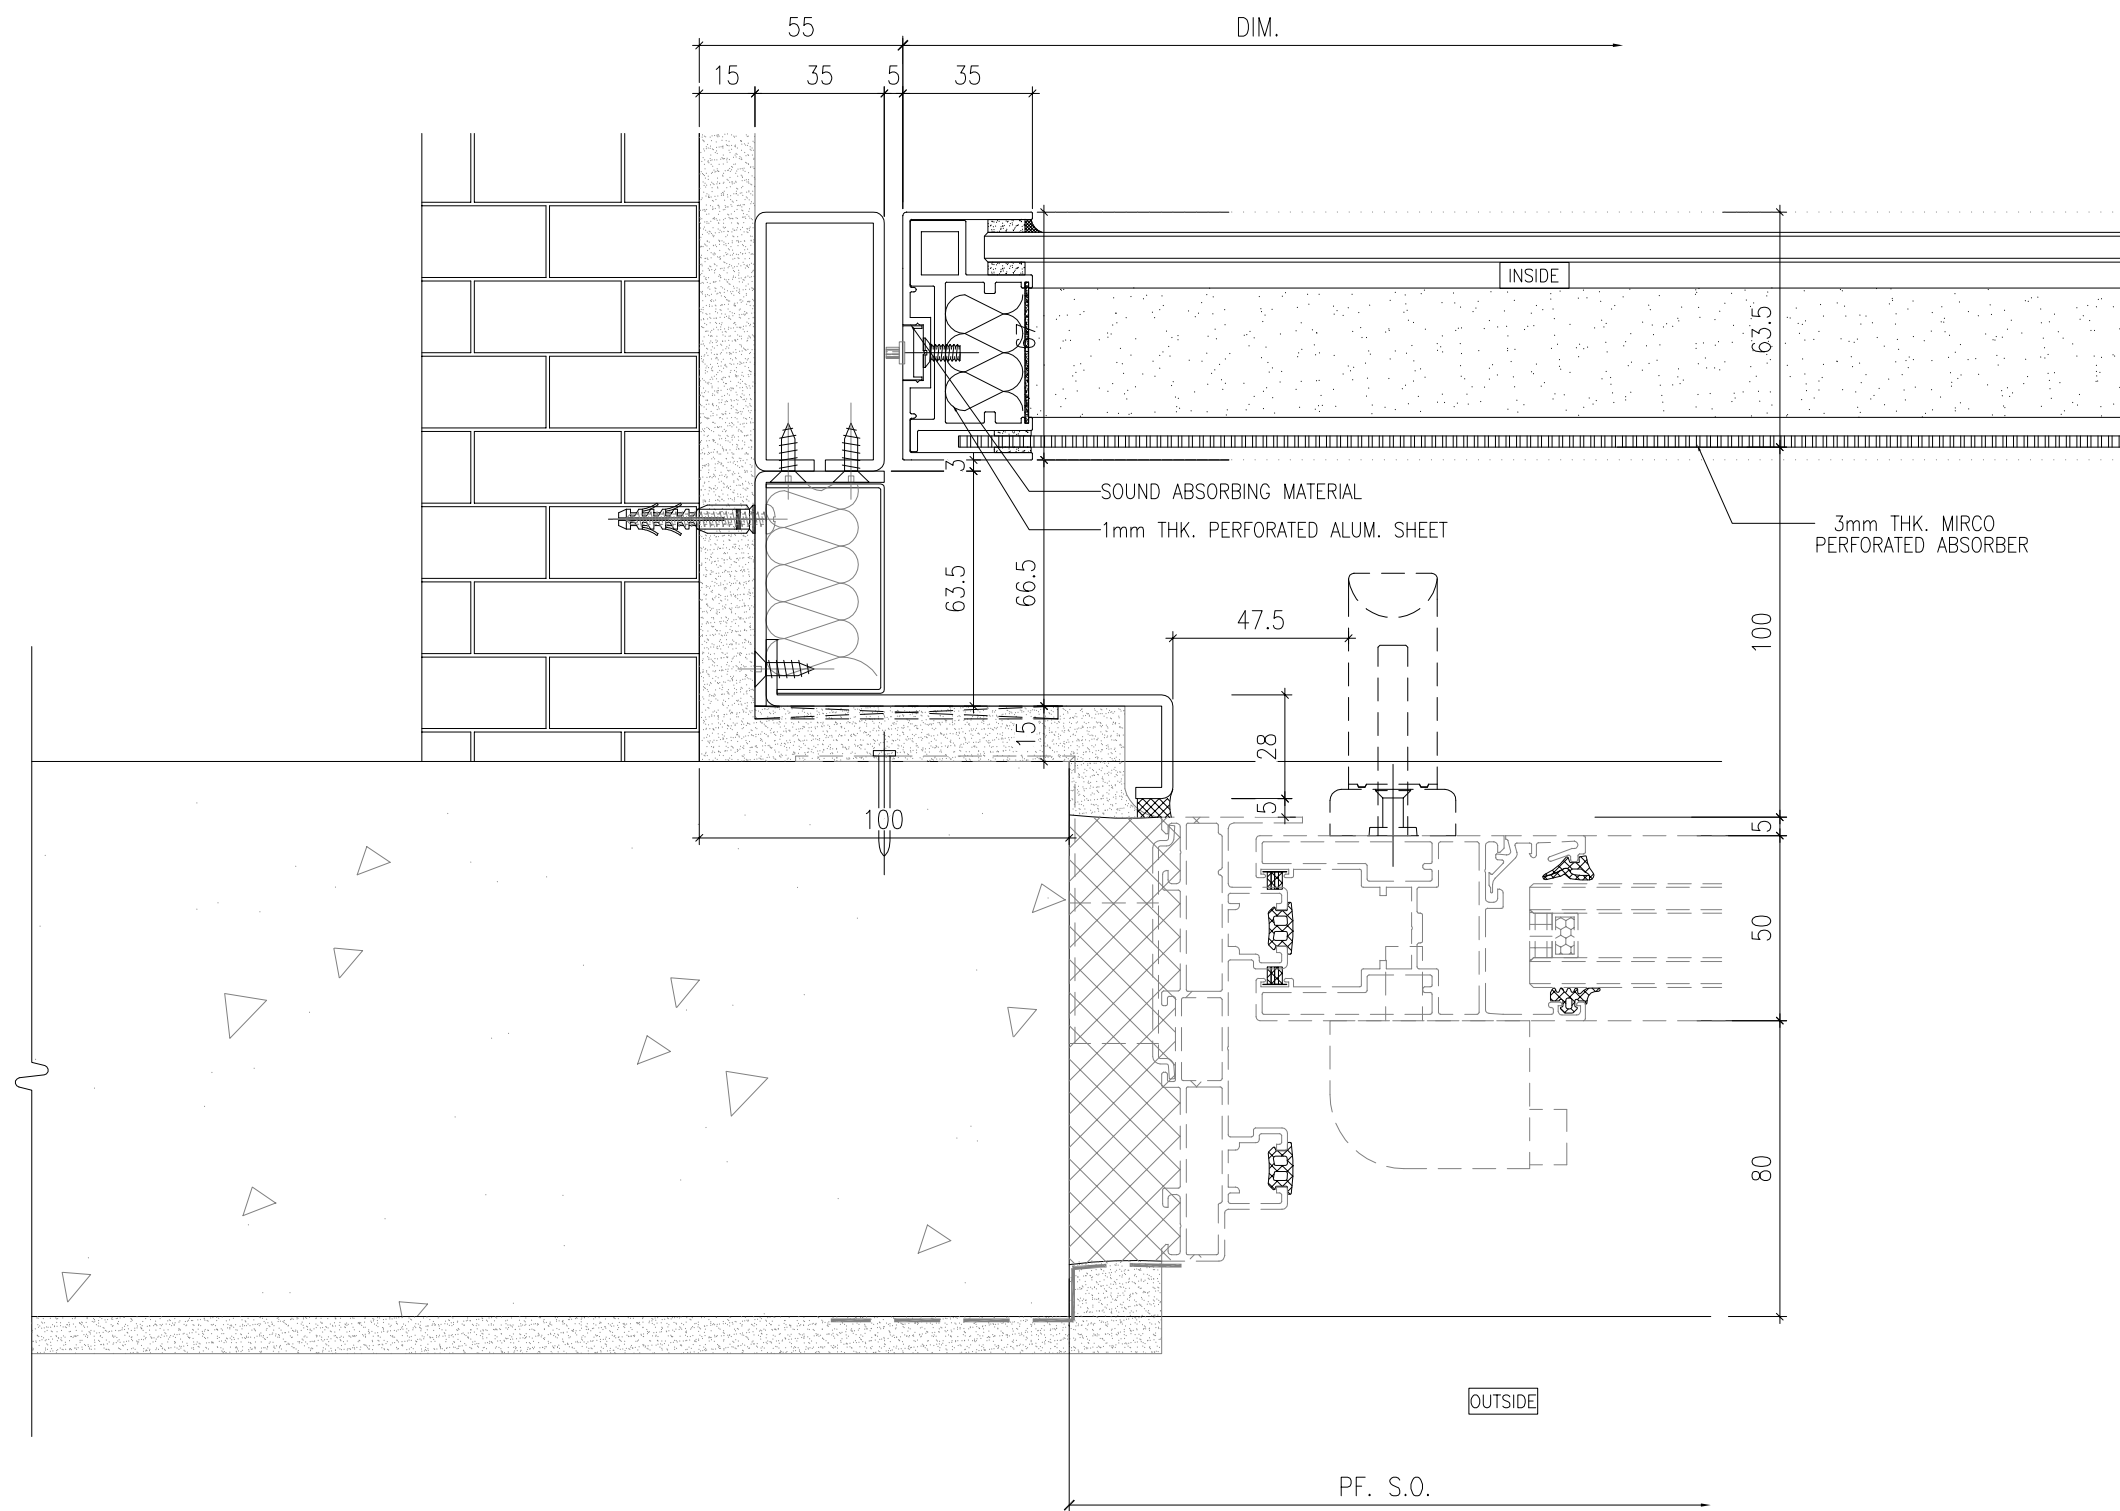 55
DIM.
15
35
5
35
INSIDE
67
63.5
3
SOUND ABSORBING MATERIAL
1mm THK. PERFORATED ALUM. SHEET
3mm THK. MIRCO
PERFORATED ABSORBER
63.5
66.5
47.5
100
15
28
5
100
5
50
80
OUTSIDE
PF. S.O.